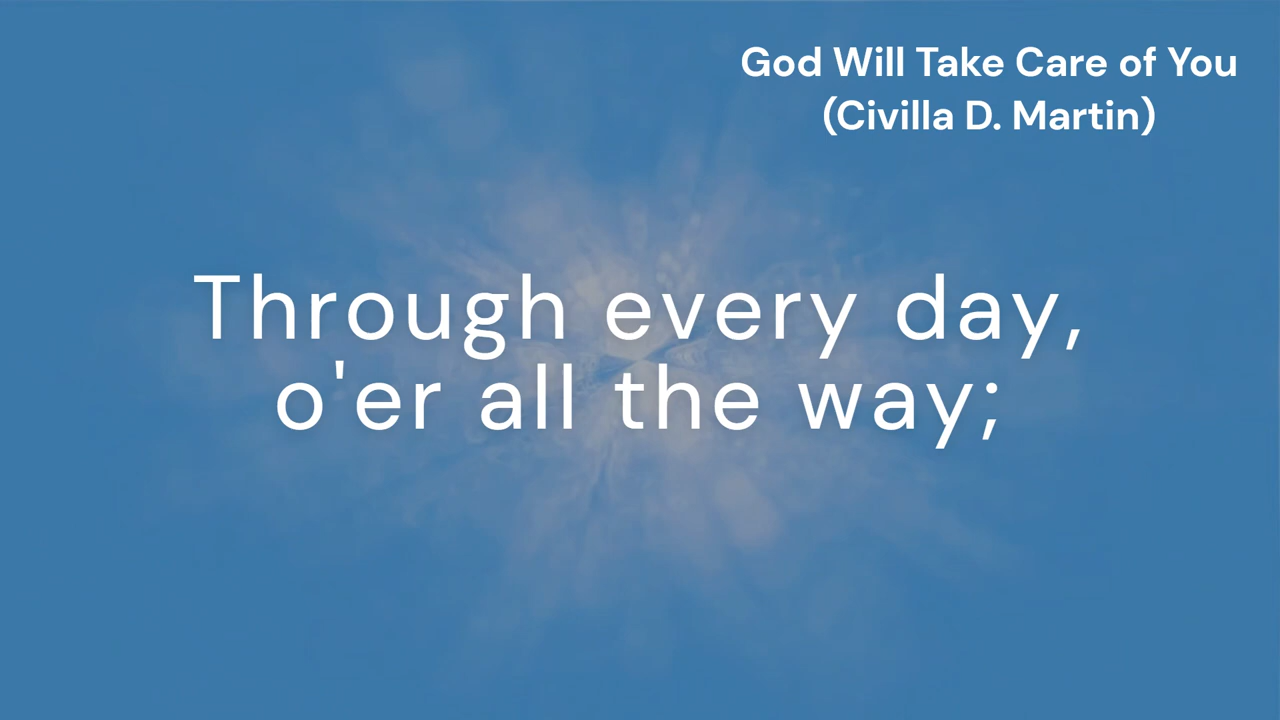 God Will Take Care of You
(Civilla D. Martin)
Through every day,
o'er all the way;